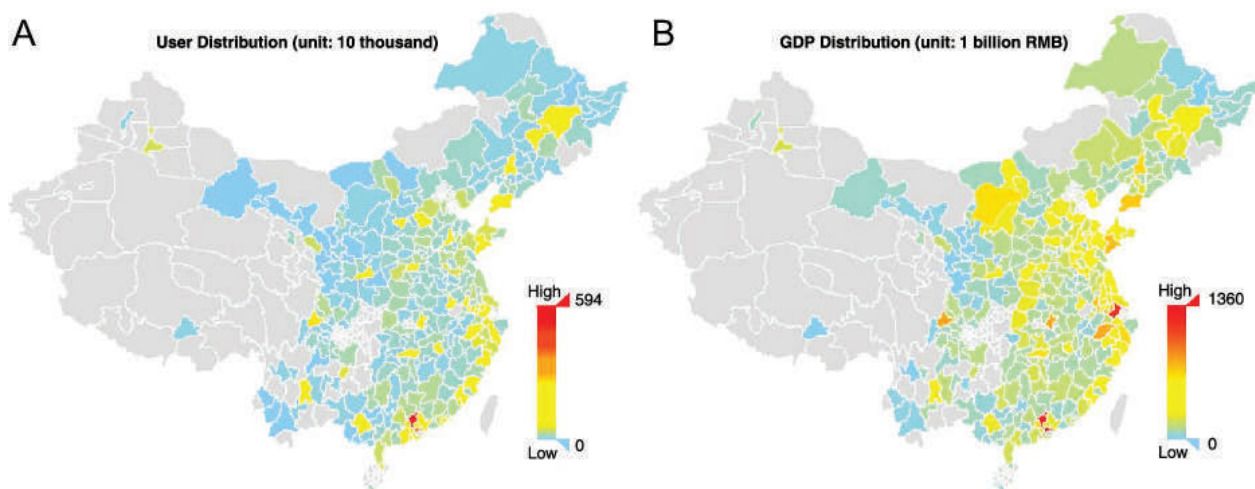 A
User Distribution (unit: 10 thousand)
High
594
Low
0
B
GDP Distribution (unit: 1 billion RMB)
High
1360
Low
0